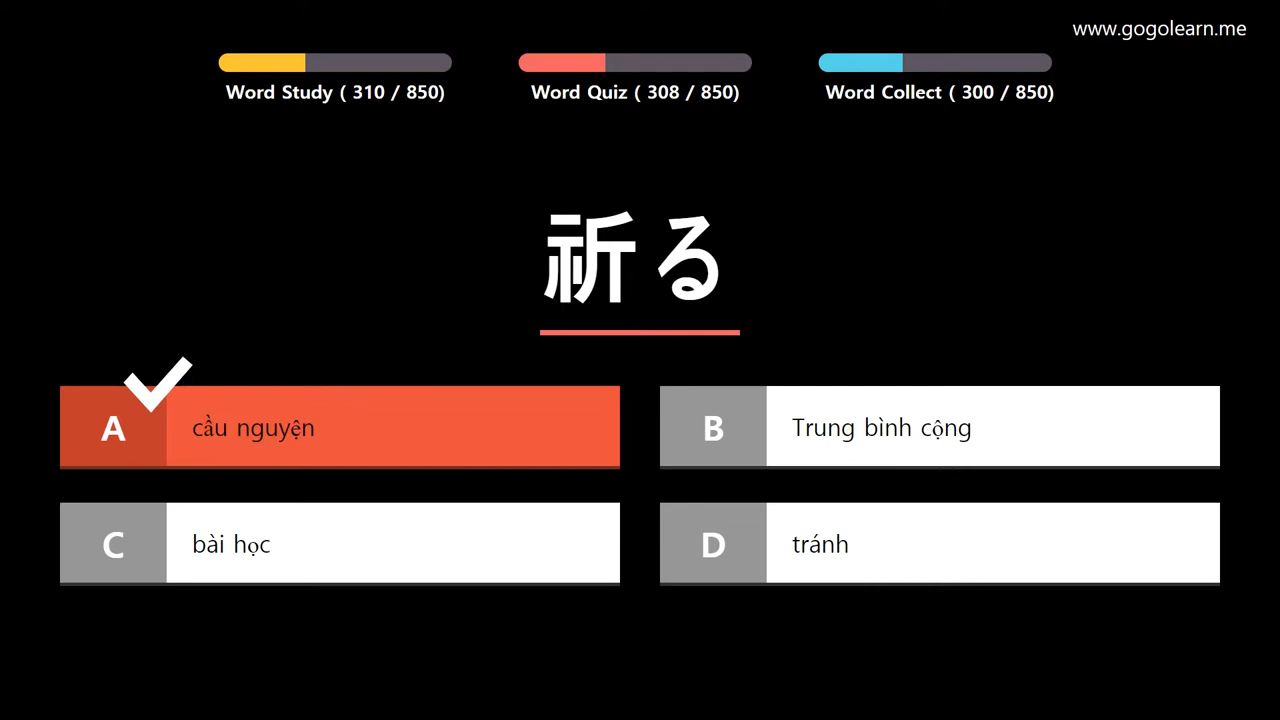 www.gogolearn.me
Word Study ( 310 / 850)
Word Quiz ( 308 / 850)
Word Collect ( 300 / 850)
祈る
A
cầu nguyện
B
Trung bình cộng
C
bài học
D
tránh